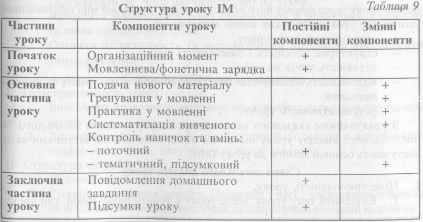 Таблиця 9
Структура уроку ІМ
Частини уроку | Компоненти уроку | Постійні компоненти | Змінні компоненти
Початок уроку | Організаційний момент | + |
Мовленнєва/фонетична зарядка | + |
Основна частина уроку | Подача нового матеріалу | | +
Тренування у мовленні | | +
Практика у мовленні | | +
Систематизація вивченого | | +
Контроль навичок та вмінь:
– поточний | + |
– тематичний, підсумковий | | +
Заключна частина уроку | Повідомлення домашнього завдання | + |
Підсумки уроку | + |